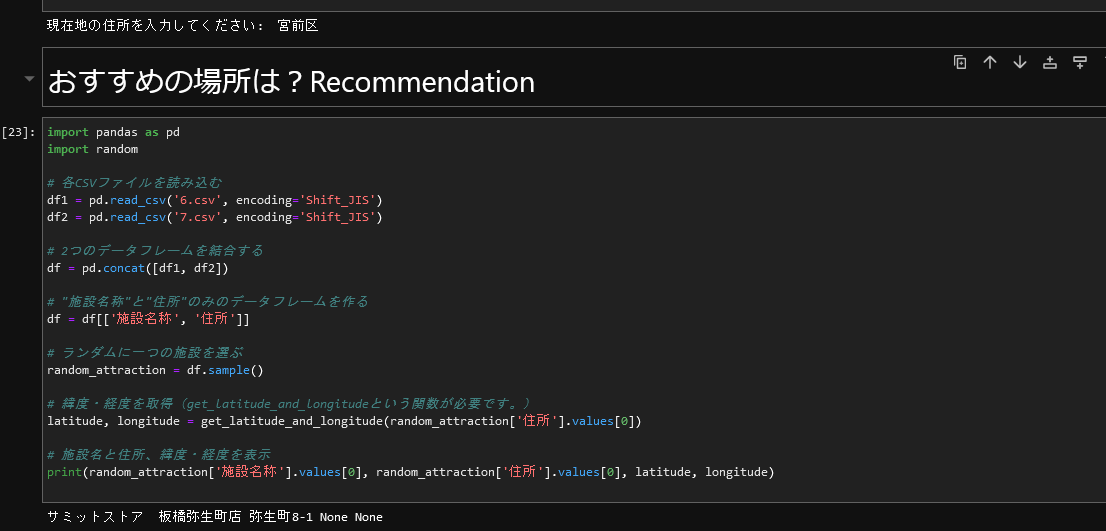 現在地の住所を入力してください: 宮前区
おすすめの場所は？Recommendation
[23]:
import pandas as pd
import random
# 各CSVファイルを読み込む
df1 = pd.read_csv('6.csv', encoding='Shift_JIS')
df2 = pd.read_csv('7.csv', encoding='Shift_JIS')
# 2つのデータフレームを結合する
df = pd.concat([df1, df2])
# "施設名称"と"住所"のみのデータフレームを作る
df = df[['施設名称', '住所']]
# ランダムに一つの施設を選ぶ
random_attraction = df.sample()
# 緯度・経度を取得（get_latitude_and_longitudeという関数が必要です。）
latitude, longitude = get_latitude_and_longitude(random_attraction['住所'].values[0])
# 施設名と住所、緯度・経度を表示
print(random_attraction['施設名称'].values[0], random_attraction['住所'].values[0], latitude, longitude)
サミットストア　板橋弥生町店 弥生町8-1 None None